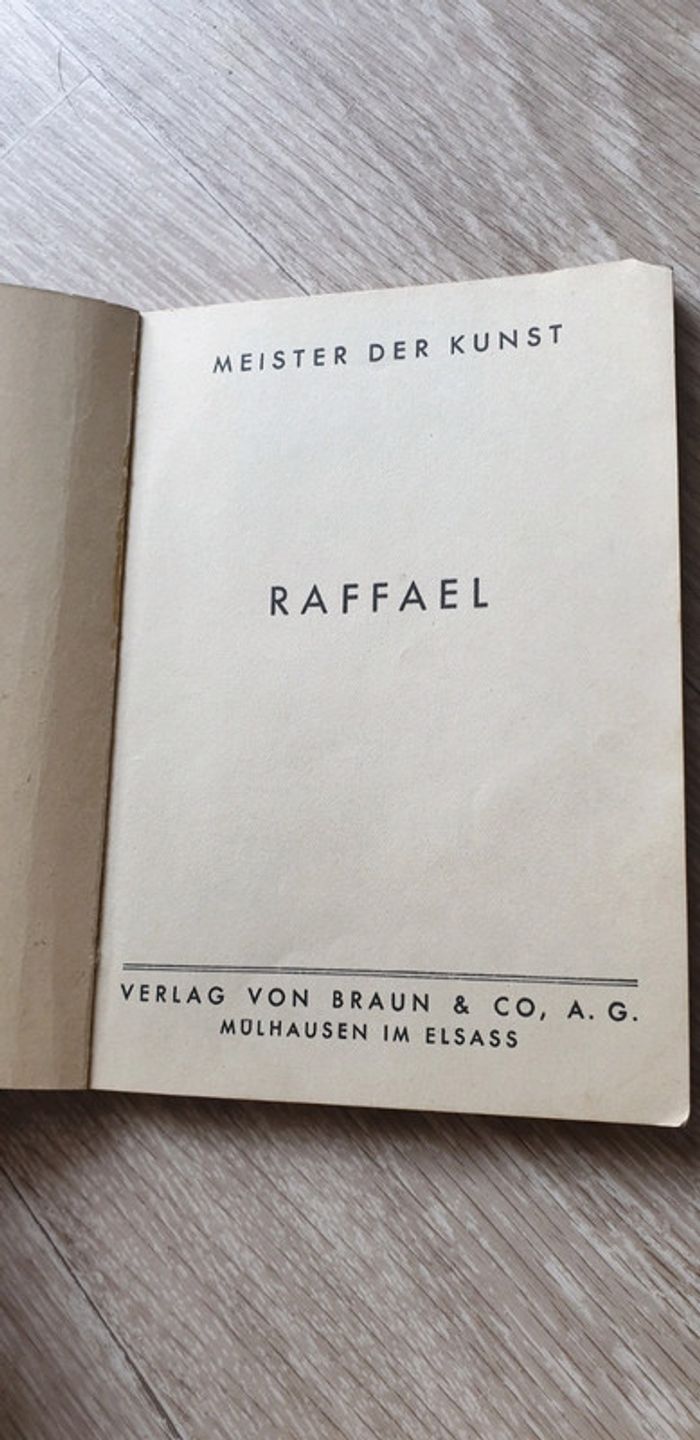 MEISTER DER KUNST
RAFFAEL
VERLAG VON BRAUN & CO, A. G.
MÜLHAUSEN IM ELSASS